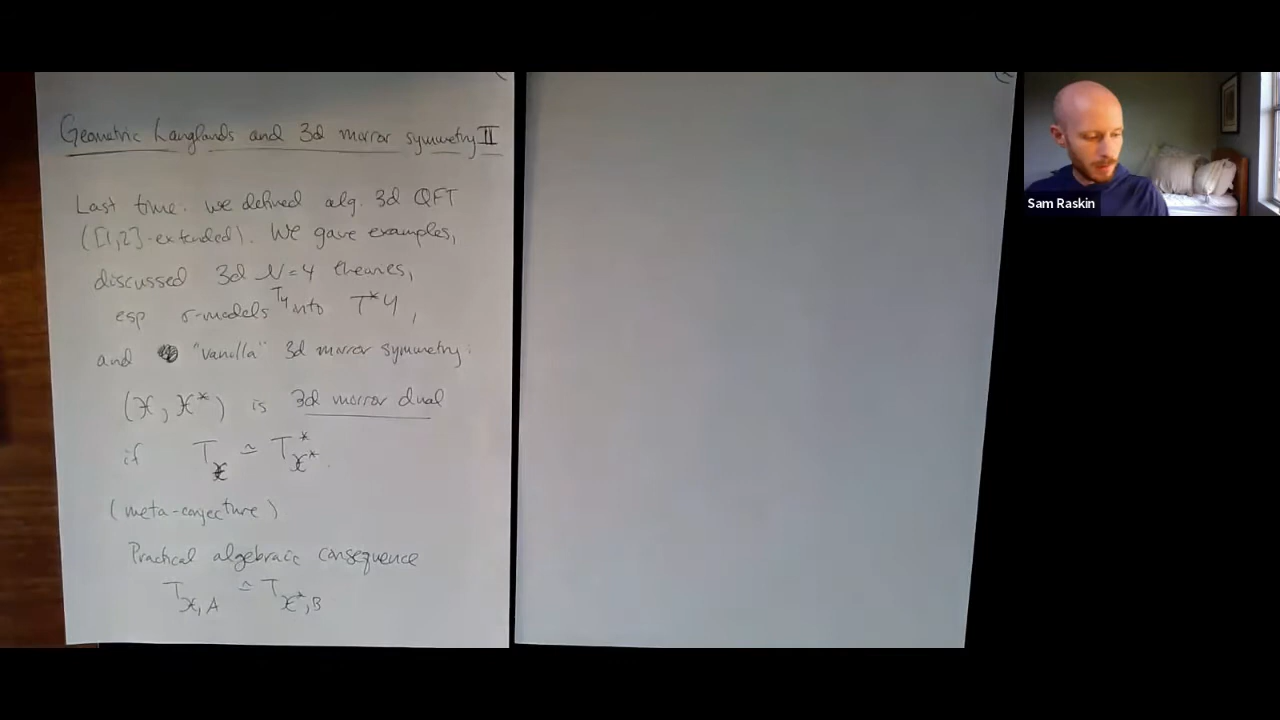 Geometric Langlands and 3d mirror symmetry II
Last time. we defined alg. 3d QFT
([1,2]-extended). We gave examples,
discussed 3d N=4 theories,
esp σ-models T_Y into T*Y,
and "vanilla" 3d mirror symmetry:
(X, X*) is 3d mirror dual
if T_X ≃ T*_X*.
(meta-conjecture)
Practical algebraic consequence
T_X,A ≃ T_X*,B
Sam Raskin